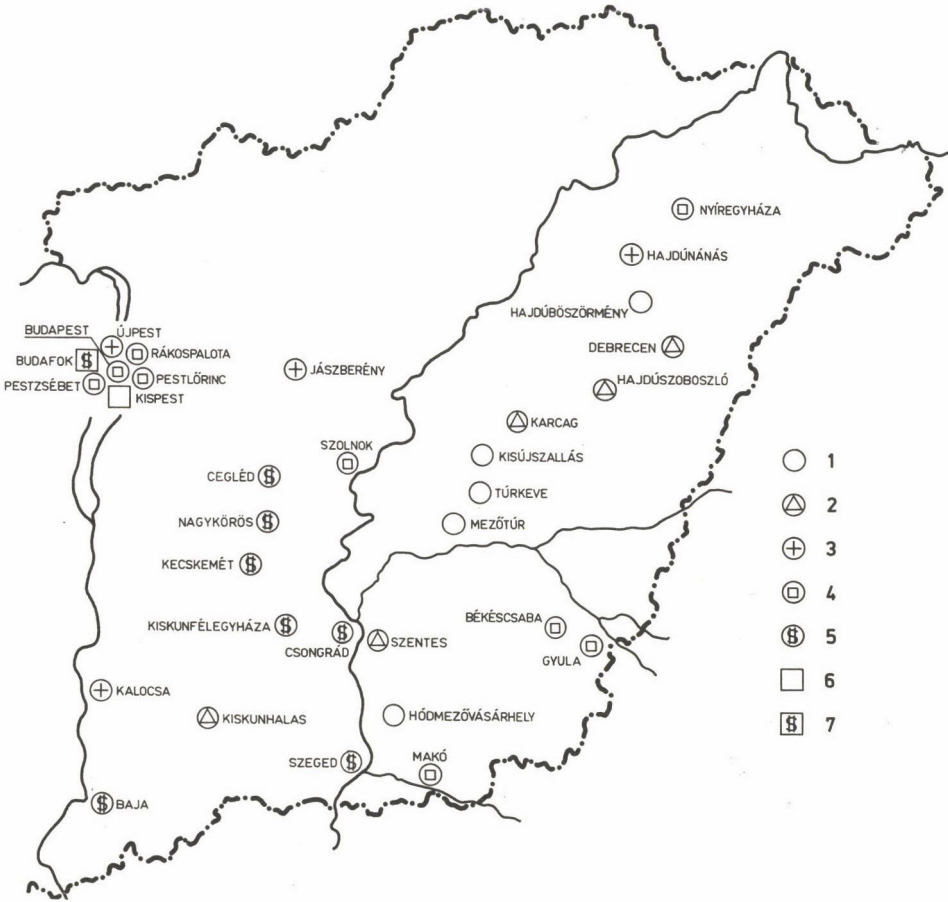 NYÍREGYHÁZA
HAJDÚNÁNÁS
HAJDÚBÖSZÖRMÉNY
BUDAPEST
ÚJPEST
BUDAFOK
RÁKOSPALOTA
PESTZSÉBET
PESTLŐRINC
KISPEST
JÁSZBERÉNY
DEBRECEN
HAJDÚSZOBOSZLÓ
KARCAG
SZOLNOK
KISÚJSZALLÁS
CEGLÉD
TÚRKEVE
NAGYKÖRÖS
MEZŐTÚR
KECSKEMÉT
KISKUNFÉLEGYHÁZA
CSONGRÁD
SZENTES
BÉKÉSCSABA
GYULA
KALOCSA
KISKUNHALAS
HÓDMEZŐVÁSÁRHELY
SZEGED
MAKÓ
BAJA
1
2
3
4
5
6
7